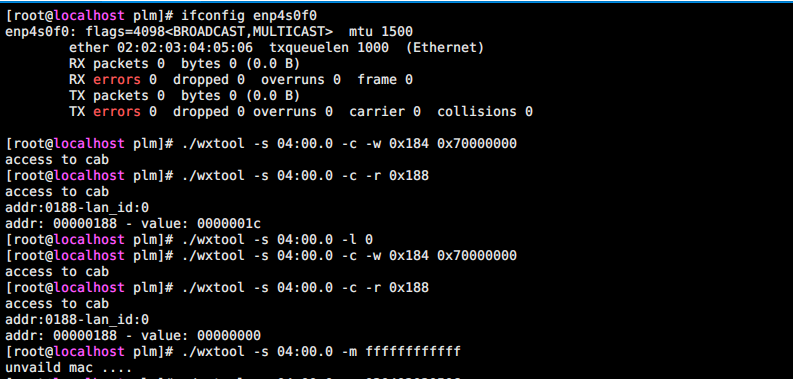 [root@localhost plm]# ifconfig enp4s0f0
enp4s0f0: flags=4098<BROADCAST,MULTICAST>  mtu 1500
        ether 02:02:03:04:05:06  txqueuelen 1000  (Ethernet)
        RX packets 0  bytes 0 (0.0 B)
        RX errors 0  dropped 0  overruns 0  frame 0
        TX packets 0  bytes 0 (0.0 B)
        TX errors 0  dropped 0 overruns 0  carrier 0  collisions 0
[root@localhost plm]# ./wxtool -s 04:00.0 -c -w 0x184 0x70000000
access to cab
[root@localhost plm]# ./wxtool -s 04:00.0 -c -r 0x188
access to cab
addr:0188-lan_id:0
addr: 00000188 - value: 0000001c
[root@localhost plm]# ./wxtool -s 04:00.0 -l 0
[root@localhost plm]# ./wxtool -s 04:00.0 -c -w 0x184 0x70000000
access to cab
[root@localhost plm]# ./wxtool -s 04:00.0 -c -r 0x188
access to cab
addr:0188-lan_id:0
addr: 00000188 - value: 00000000
[root@localhost plm]# ./wxtool -s 04:00.0 -m ffffffffffff
unvaild mac ....